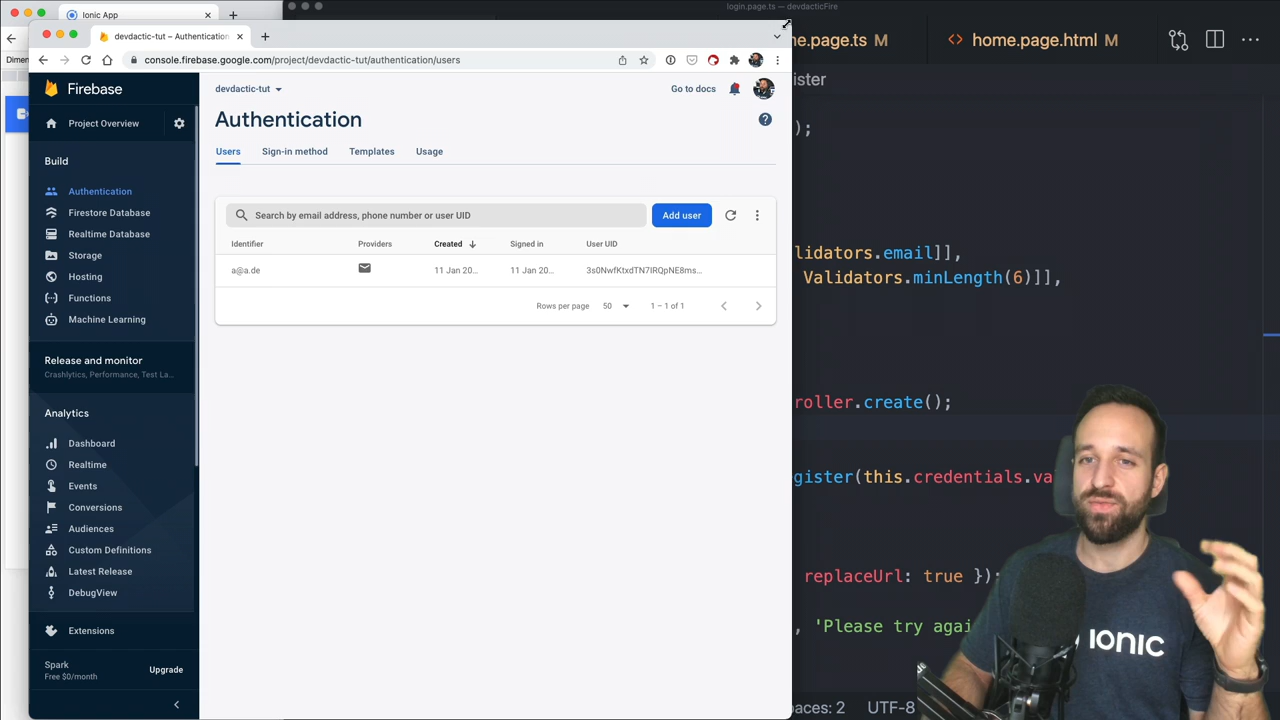 Ionic App
login.page.ts — devdacticFire
devdactic-tut – Authentication
console.firebase.google.com/project/devdactic-tut/authentication/users
Dimen
Firebase
Project Overview
Build
Authentication
Firestore Database
Realtime Database
Storage
Hosting
Functions
Machine Learning
Release and monitor
Crashlytics, Performance, Test La...
Analytics
Dashboard
Realtime
Events
Conversions
Audiences
Custom Definitions
Latest Release
DebugView
Extensions
Spark
Free $0/month
Upgrade
devdactic-tut
Go to docs
Authentication
Users Sign-in method Templates Usage
Search by email address, phone number or user UID
Add user
Identifier Providers Created Signed in User UID
a@a.de 11 Jan 20... 11 Jan 20... 3s0NwfKtxdTN7IRQpNE8ms...
Rows per page 50 1 – 1 of 1
me.page.ts M
<> home.page.html M
ister
);
lidators.email]],
Validators.minLength(6)]],
roller.create();
gister(this.credentials.va
replaceUrl: true });
, 'Please try agai
paces: 2 UTF-8
IONIC